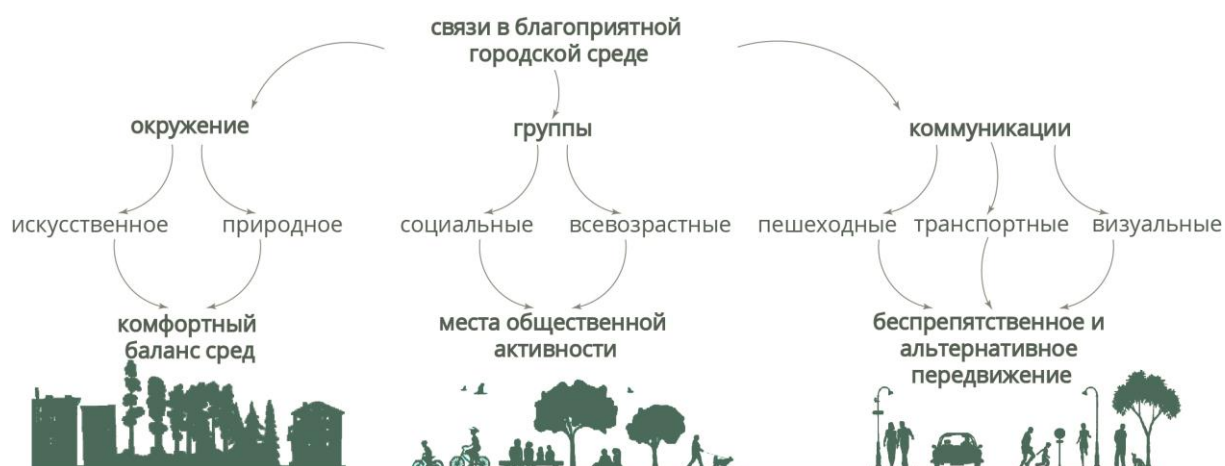 связи в благоприятной
городской среде
окружение
группы
коммуникации
искусственное
природное
социальные
всевозрастные
пешеходные
транспортные
визуальные
комфортный
баланс сред
места общественной
активности
беспрепятственное и
альтернативное
передвижение